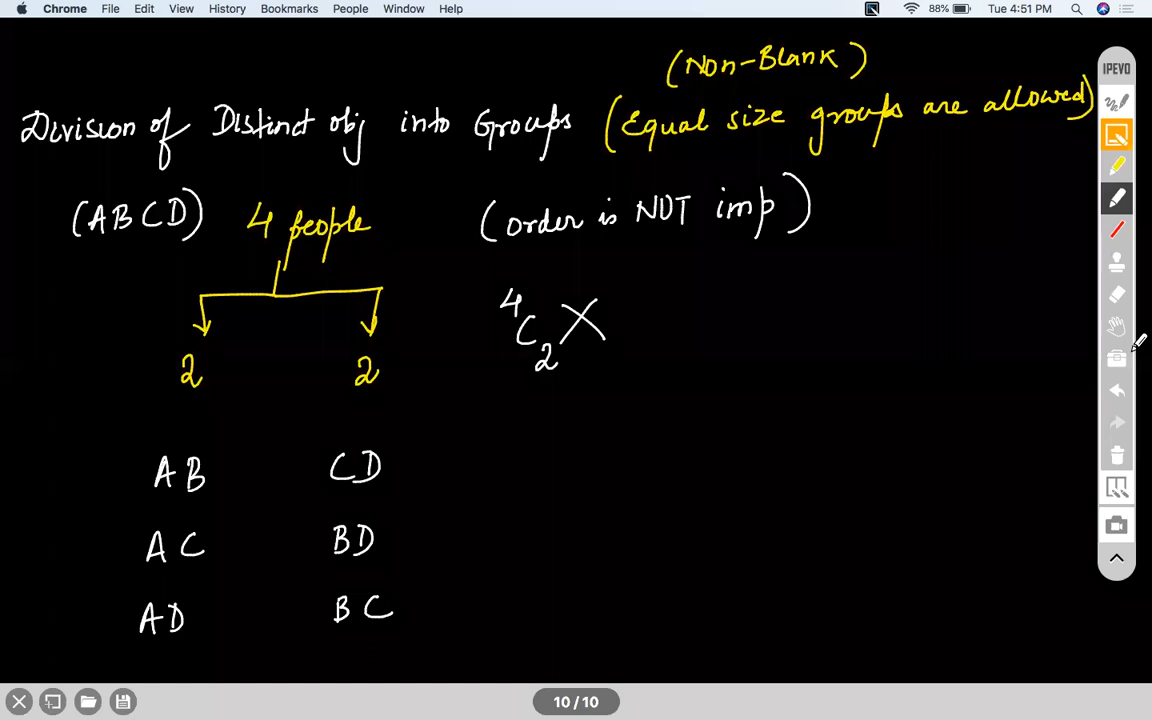 Chrome File Edit View History Bookmarks People Window Help 88% Tue 4:51 PM
(Non-Blank)
Division of Distinct obj into Groups (Equal size groups are allowed)
IPEVO
(ABCD) 4 people (order is NOT imp)
4C2 ×
2 2
AB CD
AC BD
AD BC
10 / 10